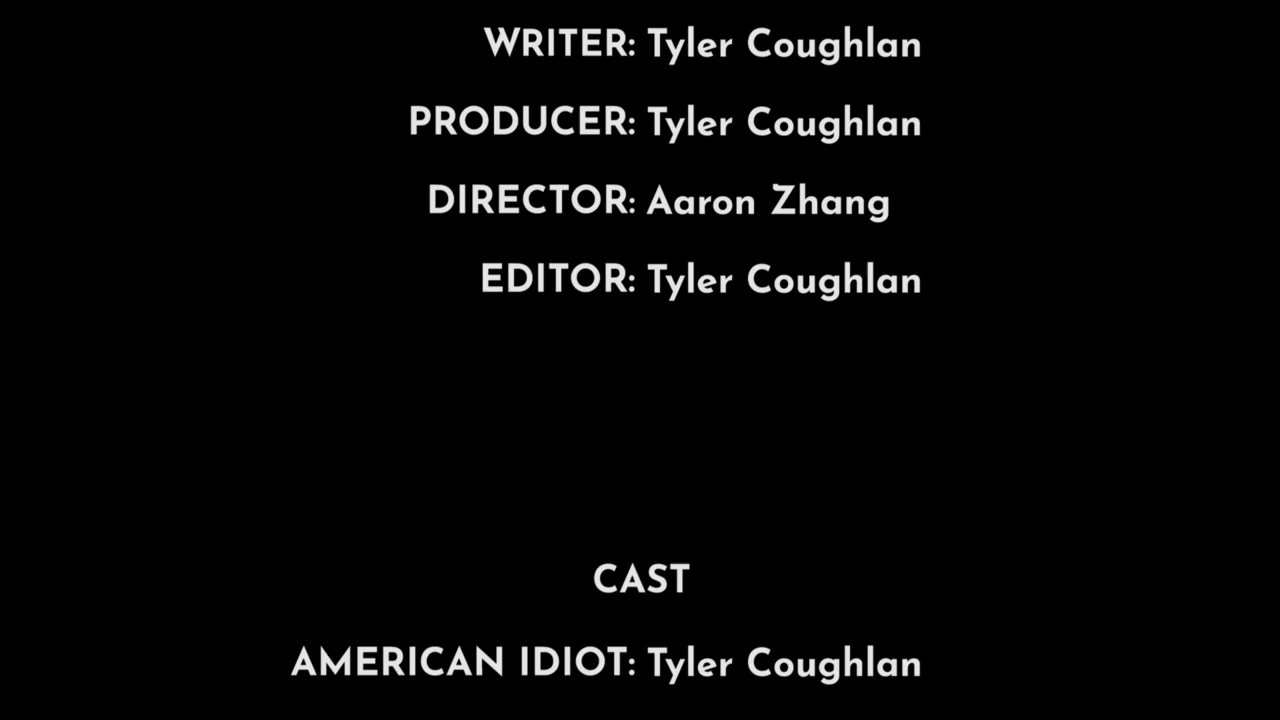 WRITER: Tyler Coughlan
PRODUCER: Tyler Coughlan
DIRECTOR: Aaron Zhang
EDITOR: Tyler Coughlan
CAST
AMERICAN IDIOT: Tyler Coughlan